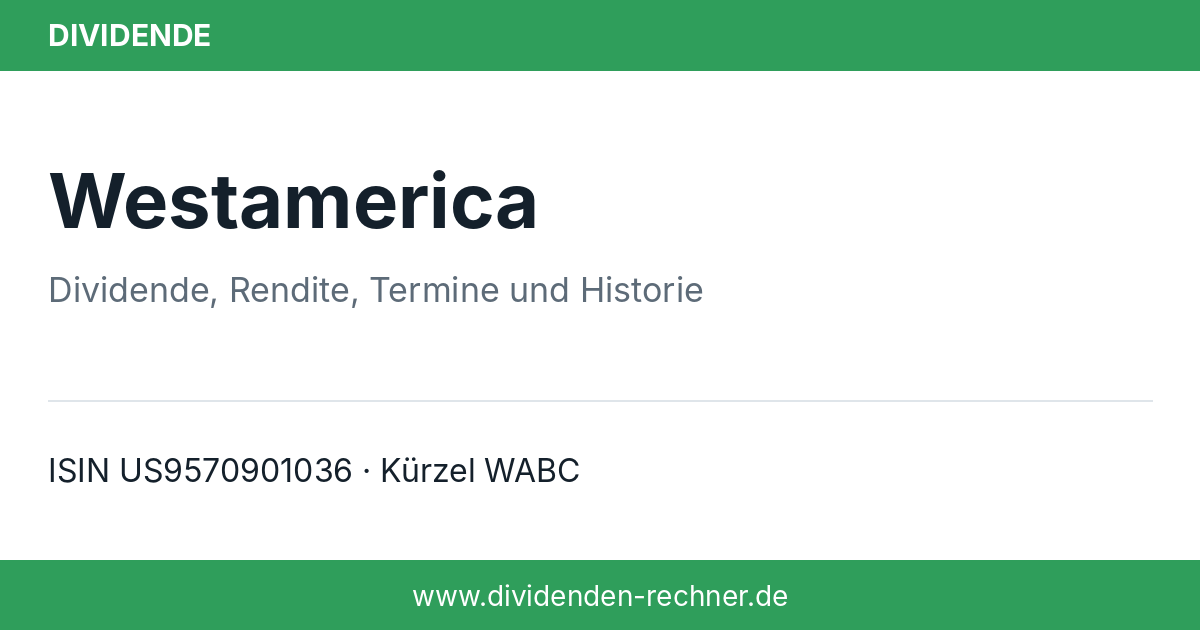 DIVIDENDE
Westamerica
Dividende, Rendite, Termine und Historie
ISIN US9570901036 · Kürzel WABC
www.dividenden-rechner.de